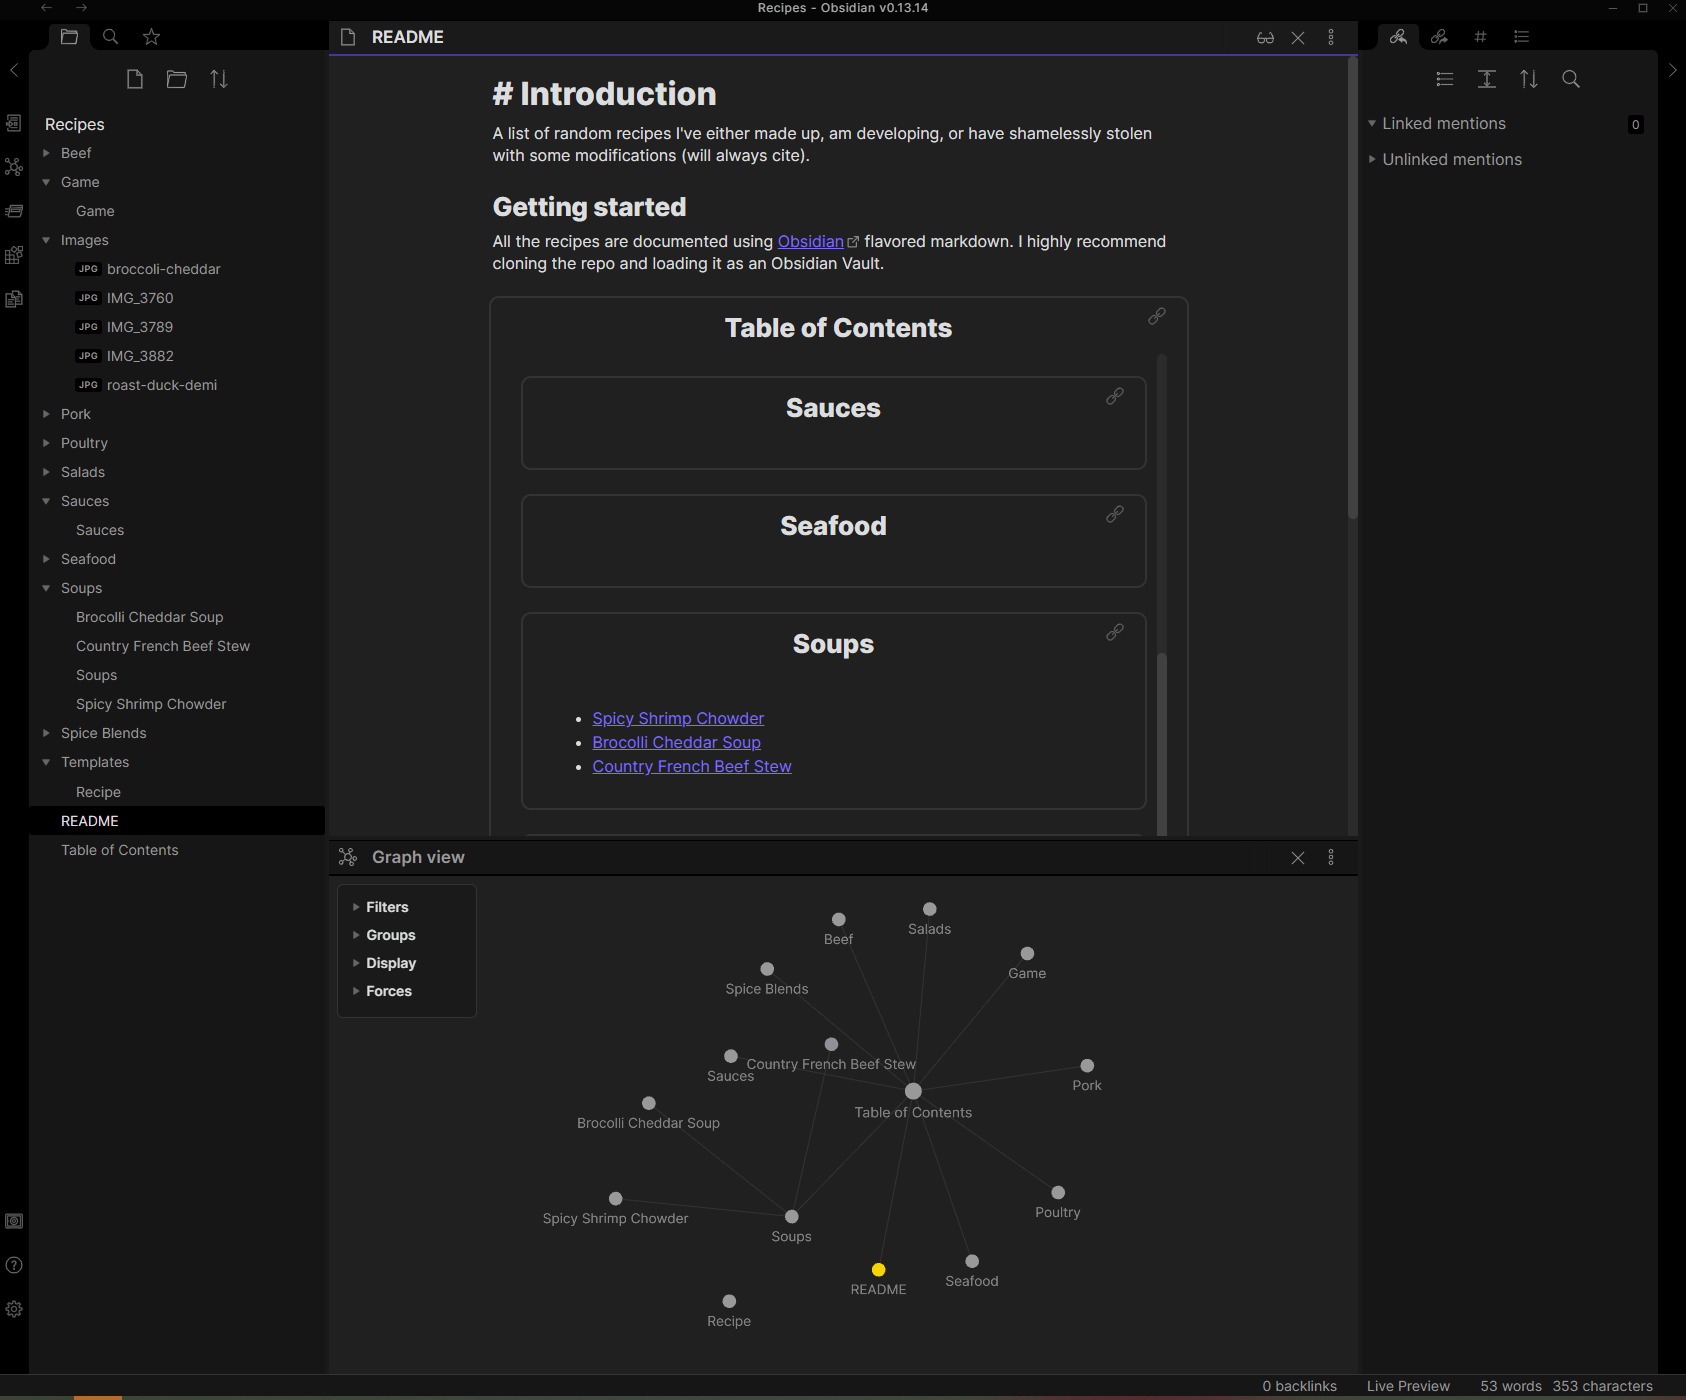 Recipes - Obsidian v0.13.14
README
Recipes
Beef
Game
Game
Images
JPG broccoli-cheddar
JPG IMG_3760
JPG IMG_3789
JPG IMG_3882
JPG roast-duck-demi
Pork
Poultry
Salads
Sauces
Sauces
Seafood
Soups
Brocolli Cheddar Soup
Country French Beef Stew
Soups
Spicy Shrimp Chowder
Spice Blends
Templates
Recipe
README
Table of Contents
# Introduction
A list of random recipes I've either made up, am developing, or have shamelessly stolen
with some modifications (will always cite).
Getting started
All the recipes are documented using Obsidian flavored markdown. I highly recommend
cloning the repo and loading it as an Obsidian Vault.
Table of Contents
Sauces
Seafood
Soups
• Spicy Shrimp Chowder
• Brocolli Cheddar Soup
• Country French Beef Stew
Linked mentions 0
Unlinked mentions
Graph view
Filters
Groups
Display
Forces
Salads
Beef
Game
Spice Blends
Country French Beef Stew
Sauces
Pork
Table of Contents
Brocolli Cheddar Soup
Poultry
Spicy Shrimp Chowder
Soups
Seafood
README
Recipe
0 backlinks Live Preview 53 words 353 characters